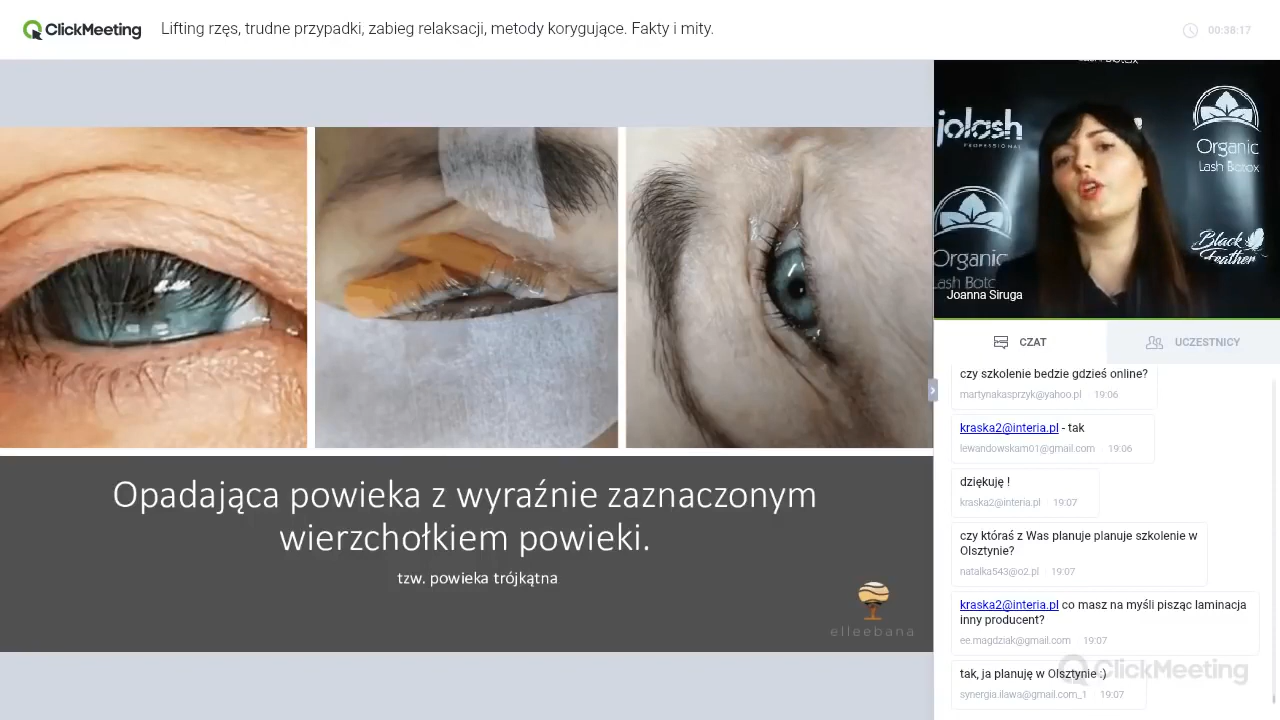 ClickMeeting
Lifting rzęs, trudne przypadki, zabieg relaksacji, metody korygujące. Fakty i mity.
00:38:17
Lash Botox
jolash
PROFESSIONAL
Organic
Lash Botox
Organic
Lash Botc
Black
Feather
Joanna Siruga
CZAT
UCZESTNICY
czy szkolenie bedzie gdzieś online?
martynakasprzyk@yahoo.pl 19:06
kraska2@interia.pl - tak
lewandowskam01@gmail.com 19:06
dziękuję !
kraska2@interia.pl 19:07
czy któraś z Was planuje planuje szkolenie w
Olsztynie?
natalka543@o2.pl 19:07
kraska2@interia.pl co masz na myśli pisząc laminacja
inny producent?
ee.magdziak@gmail.com 19:07
tak, ja planuję w Olsztynie :)
synergia.ilawa@gmail.com_1 19:07
ClickMeeting
Opadająca powieka z wyraźnie zaznaczonym
wierzchołkiem powieki.
tzw. powieka trójkątna
elleebana